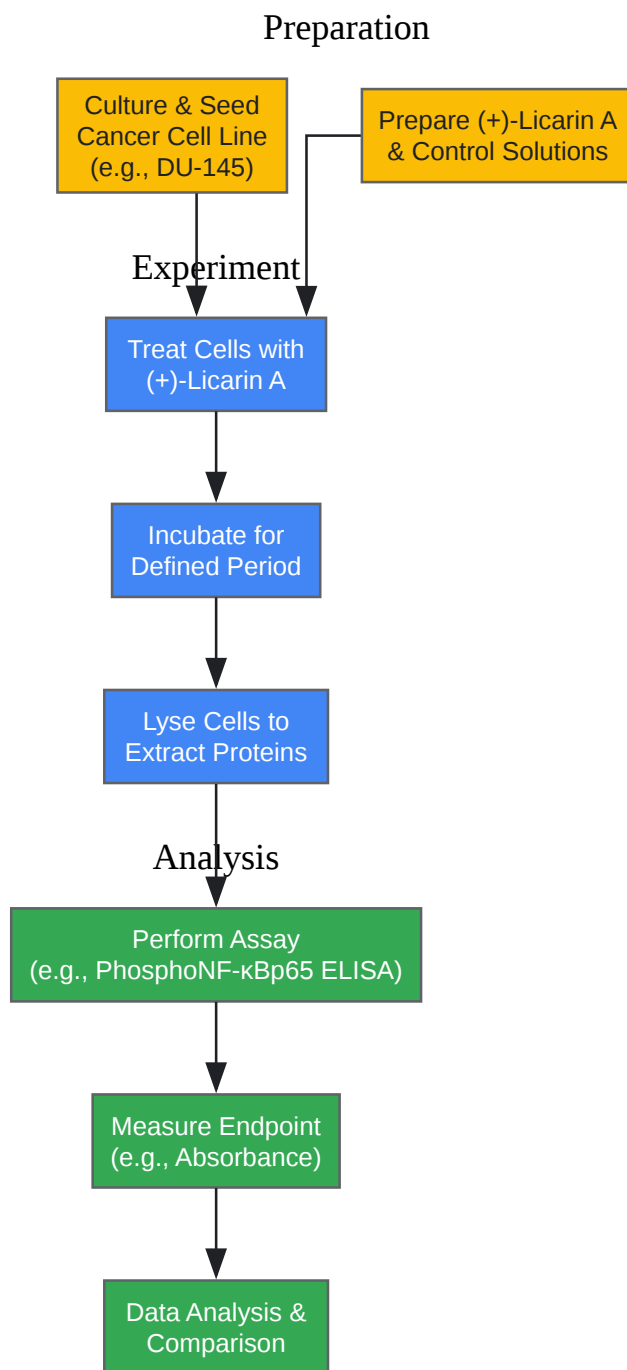 Preparation
Culture & Seed
Cancer Cell Line
(e.g., DU-145)
Prepare (+)-Licarin A
& Control Solutions
Experiment
Treat Cells with
(+)-Licarin A
Incubate for
Defined Period
Lyse Cells to
Extract Proteins
Analysis
Perform Assay
(e.g., PhosphoNF-κBp65 ELISA)
Measure Endpoint
(e.g., Absorbance)
Data Analysis &
Comparison